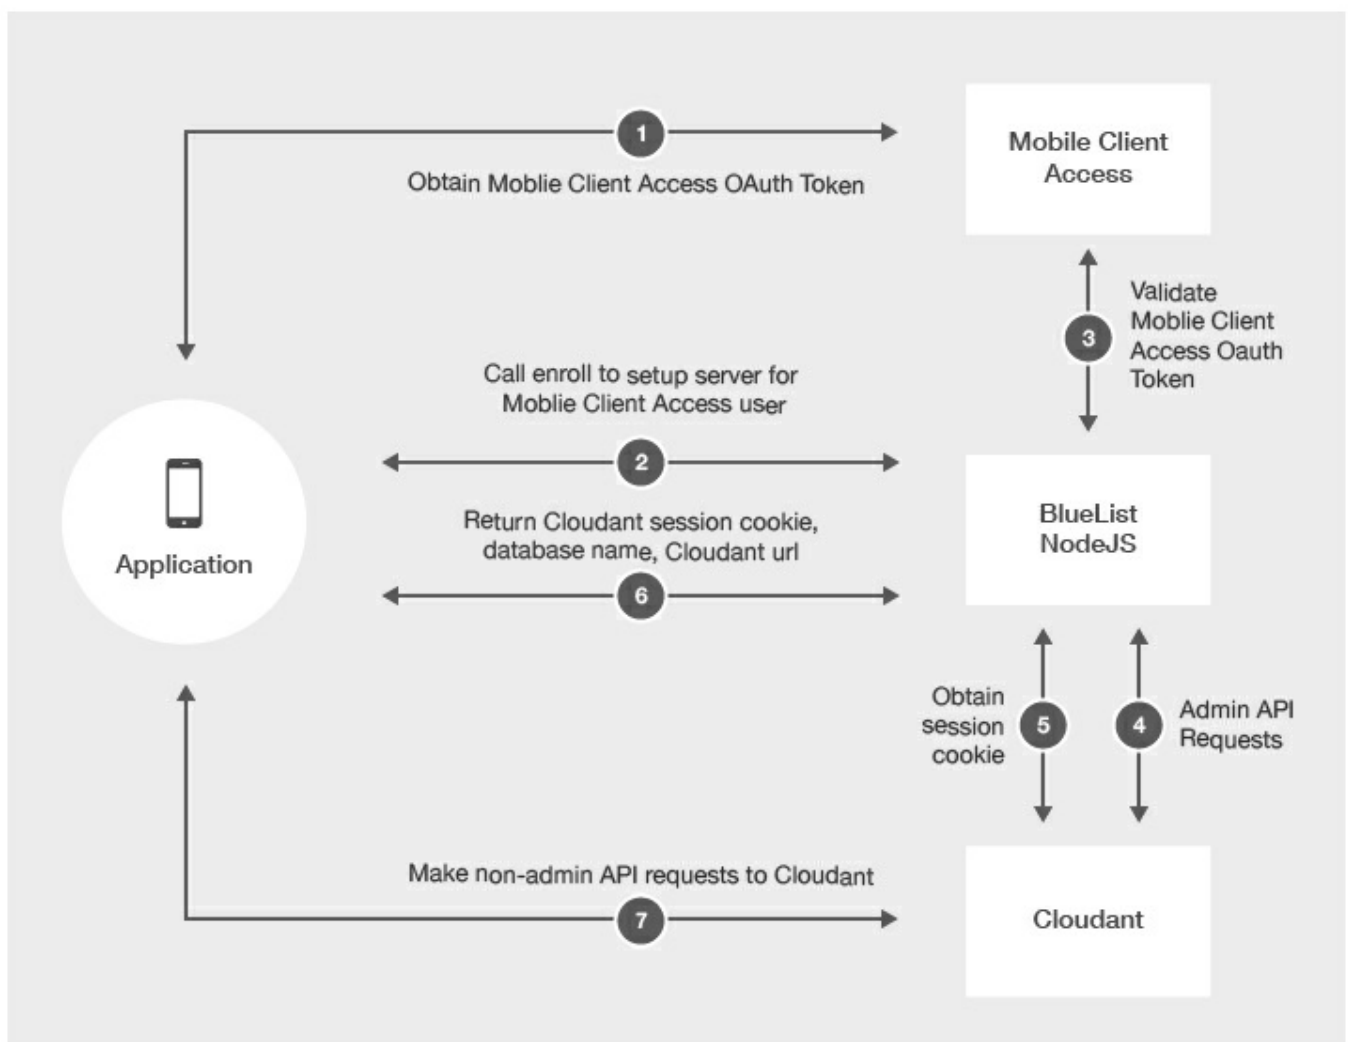 1
Obtain Moblie Client Access OAuth Token
Mobile Client
Access
3
Validate
Moblie Client
Access Oauth
Token
Call enroll to setup server for
Moblie Client Access user
2
Return Cloudant session cookie,
database name, Cloudant url
6
Application
BlueList
NodeJS
Obtain
session
cookie
5
4
Admin API
Requests
Make non-admin API requests to Cloudant
7
Cloudant